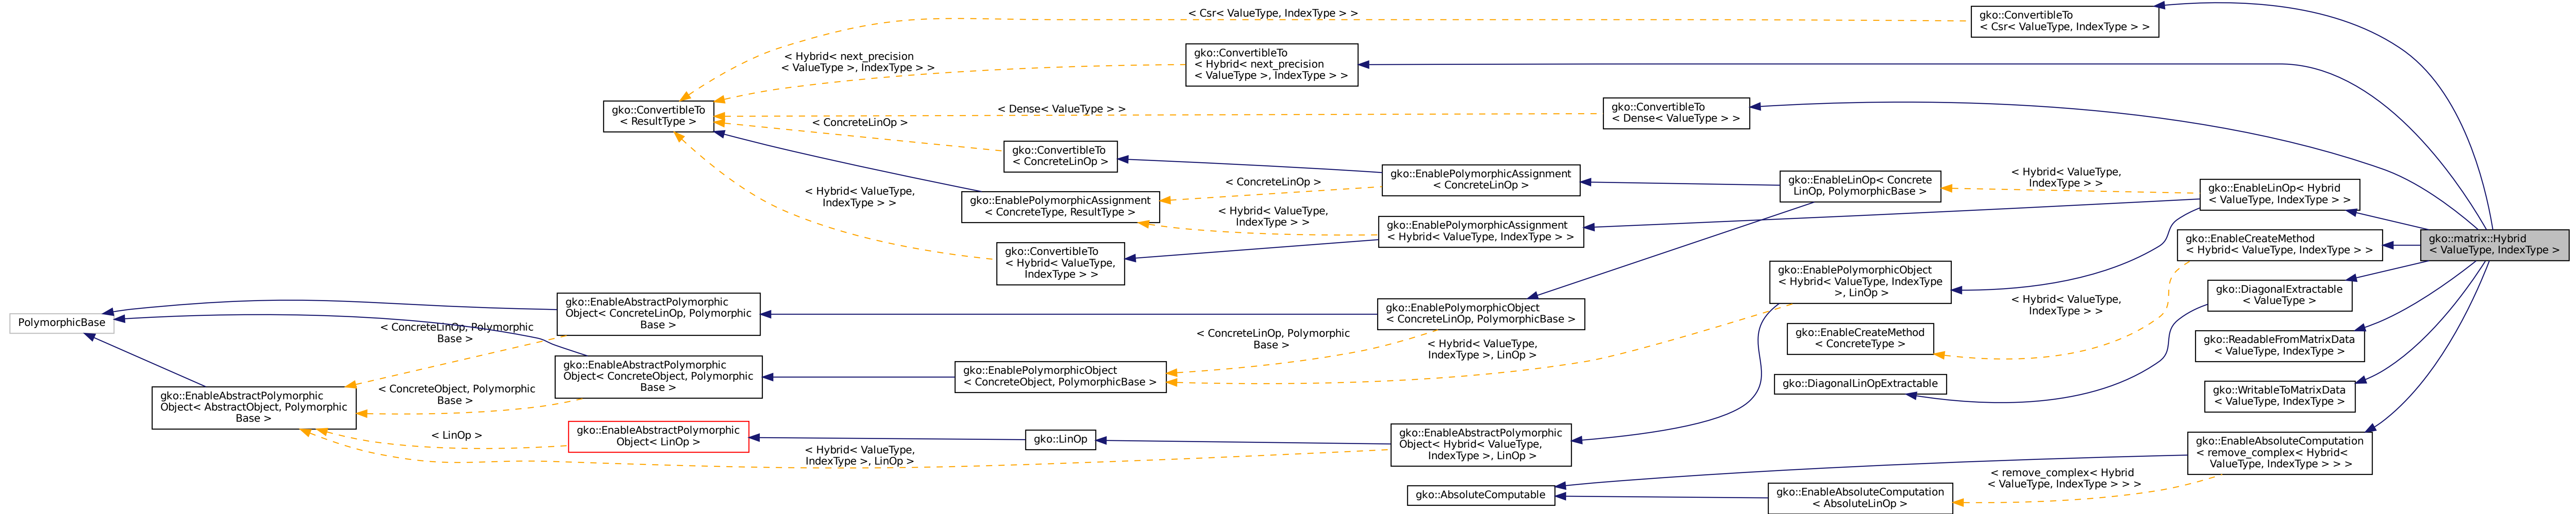 < Csr< ValueType, IndexType > >
gko::ConvertibleTo
< Csr< ValueType, IndexType > >
< Hybrid< next_precision
< ValueType >, IndexType > >
gko::ConvertibleTo
< Hybrid< next_precision
< ValueType >, IndexType > >
gko::ConvertibleTo
< ResultType >
< Dense< ValueType > >
gko::ConvertibleTo
< Dense< ValueType > >
< ConcreteLinOp >
gko::ConvertibleTo
< ConcreteLinOp >
gko::EnablePolymorphicAssignment
< ConcreteLinOp >
gko::EnableLinOp< Concrete
LinOp, PolymorphicBase >
< Hybrid< ValueType,
IndexType > >
gko::EnableLinOp< Hybrid
< ValueType, IndexType > >
< Hybrid< ValueType,
IndexType > >
gko::EnablePolymorphicAssignment
< ConcreteType, ResultType >
< ConcreteLinOp >
< Hybrid< ValueType,
IndexType > >
gko::EnablePolymorphicAssignment
< Hybrid< ValueType, IndexType > >
gko::ConvertibleTo
< Hybrid< ValueType,
IndexType > >
gko::EnableCreateMethod
< Hybrid< ValueType, IndexType > >
gko::matrix::Hybrid
< ValueType, IndexType >
gko::EnablePolymorphicObject
< Hybrid< ValueType, IndexType
>, LinOp >
gko::DiagonalExtractable
< ValueType >
< Hybrid< ValueType,
IndexType > >
PolymorphicBase
gko::EnableAbstractPolymorphic
Object< ConcreteLinOp, Polymorphic
Base >
gko::EnablePolymorphicObject
< ConcreteLinOp, PolymorphicBase >
gko::EnableCreateMethod
< ConcreteType >
gko::ReadableFromMatrixData
< ValueType, IndexType >
< ConcreteLinOp, Polymorphic
Base >
gko::EnableAbstractPolymorphic
Object< ConcreteObject, Polymorphic
Base >
< ConcreteLinOp, Polymorphic
Base >
< Hybrid< ValueType,
IndexType >, LinOp >
gko::EnablePolymorphicObject
< ConcreteObject, PolymorphicBase >
gko::DiagonalLinOpExtractable
gko::WritableToMatrixData
< ValueType, IndexType >
gko::EnableAbstractPolymorphic
Object< AbstractObject, Polymorphic
Base >
< ConcreteObject, Polymorphic
Base >
< LinOp >
gko::EnableAbstractPolymorphic
Object< LinOp >
gko::LinOp
gko::EnableAbstractPolymorphic
Object< Hybrid< ValueType,
IndexType >, LinOp >
< Hybrid< ValueType,
IndexType >, LinOp >
gko::EnableAbsoluteComputation
< remove_complex< Hybrid<
ValueType, IndexType > > >
< remove_complex< Hybrid
< ValueType, IndexType > > >
gko::AbsoluteComputable
gko::EnableAbsoluteComputation
< AbsoluteLinOp >